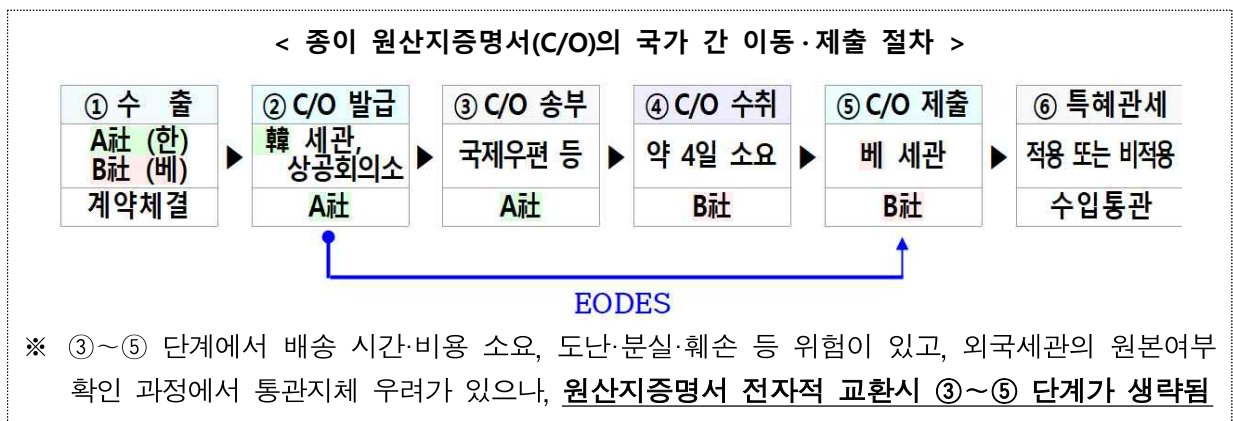 < 종이 원산지증명서(C/O)의 국가 간 이동·제출 절차 >
① 수 출
A社 (한)
B社 (베)
계약체결
▶
② C/O 발급
韓 세관,
상공회의소
A社
▶
③ C/O 송부
국제우편 등
A社
▶
④ C/O 수취
약 4일 소요
B社
▶
⑤ C/O 제출
베 세관
B社
▶
⑥ 특혜관세
적용 또는 비적용
수입통관
EODES
※ ③~⑤ 단계에서 배송 시간·비용 소요, 도난·분실·훼손 등 위험이 있고, 외국세관의 원본여부
확인 과정에서 통관지체 우려가 있으나, 원산지증명서 전자적 교환시 ③~⑤ 단계가 생략됨